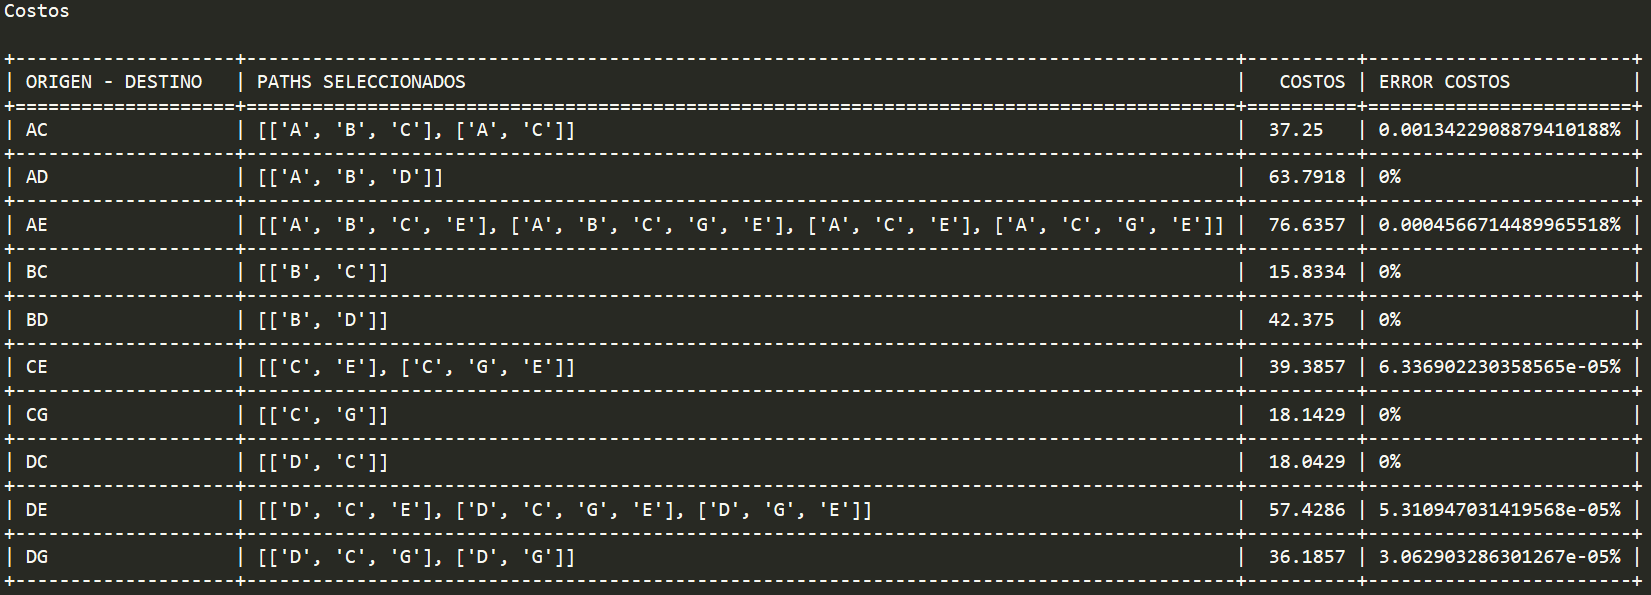 Costos
+--------------------+------------------------------------------------------------------------------------------+----------+------------------------+
| ORIGEN - DESTINO   | PATHS SELECCIONADOS                                                                      |   COSTOS | ERROR COSTOS           |
+====================+==========================================================================================+==========+========================+
| AC                 | [['A', 'B', 'C'], ['A', 'C']]                                                            |  37.25   | 0.0013422908879410188% |
+--------------------+------------------------------------------------------------------------------------------+----------+------------------------+
| AD                 | [['A', 'B', 'D']]                                                                        |  63.7918 | 0%                     |
+--------------------+------------------------------------------------------------------------------------------+----------+------------------------+
| AE                 | [['A', 'B', 'C', 'E'], ['A', 'B', 'C', 'G', 'E'], ['A', 'C', 'E'], ['A', 'C', 'G', 'E']] |  76.6357 | 0.0004566714489965518% |
+--------------------+------------------------------------------------------------------------------------------+----------+------------------------+
| BC                 | [['B', 'C']]                                                                             |  15.8334 | 0%                     |
+--------------------+------------------------------------------------------------------------------------------+----------+------------------------+
| BD                 | [['B', 'D']]                                                                             |  42.375  | 0%                     |
+--------------------+------------------------------------------------------------------------------------------+----------+------------------------+
| CE                 | [['C', 'E'], ['C', 'G', 'E']]                                                            |  39.3857 | 6.336902230358565e-05% |
+--------------------+------------------------------------------------------------------------------------------+----------+------------------------+
| CG                 | [['C', 'G']]                                                                             |  18.1429 | 0%                     |
+--------------------+------------------------------------------------------------------------------------------+----------+------------------------+
| DC                 | [['D', 'C']]                                                                             |  18.0429 | 0%                     |
+--------------------+------------------------------------------------------------------------------------------+----------+------------------------+
| DE                 | [['D', 'C', 'E'], ['D', 'C', 'G', 'E'], ['D', 'G', 'E']]                                 |  57.4286 | 5.310947031419568e-05% |
+--------------------+------------------------------------------------------------------------------------------+----------+------------------------+
| DG                 | [['D', 'C', 'G'], ['D', 'G']]                                                            |  36.1857 | 3.062903286301267e-05% |
+--------------------+------------------------------------------------------------------------------------------+----------+------------------------+